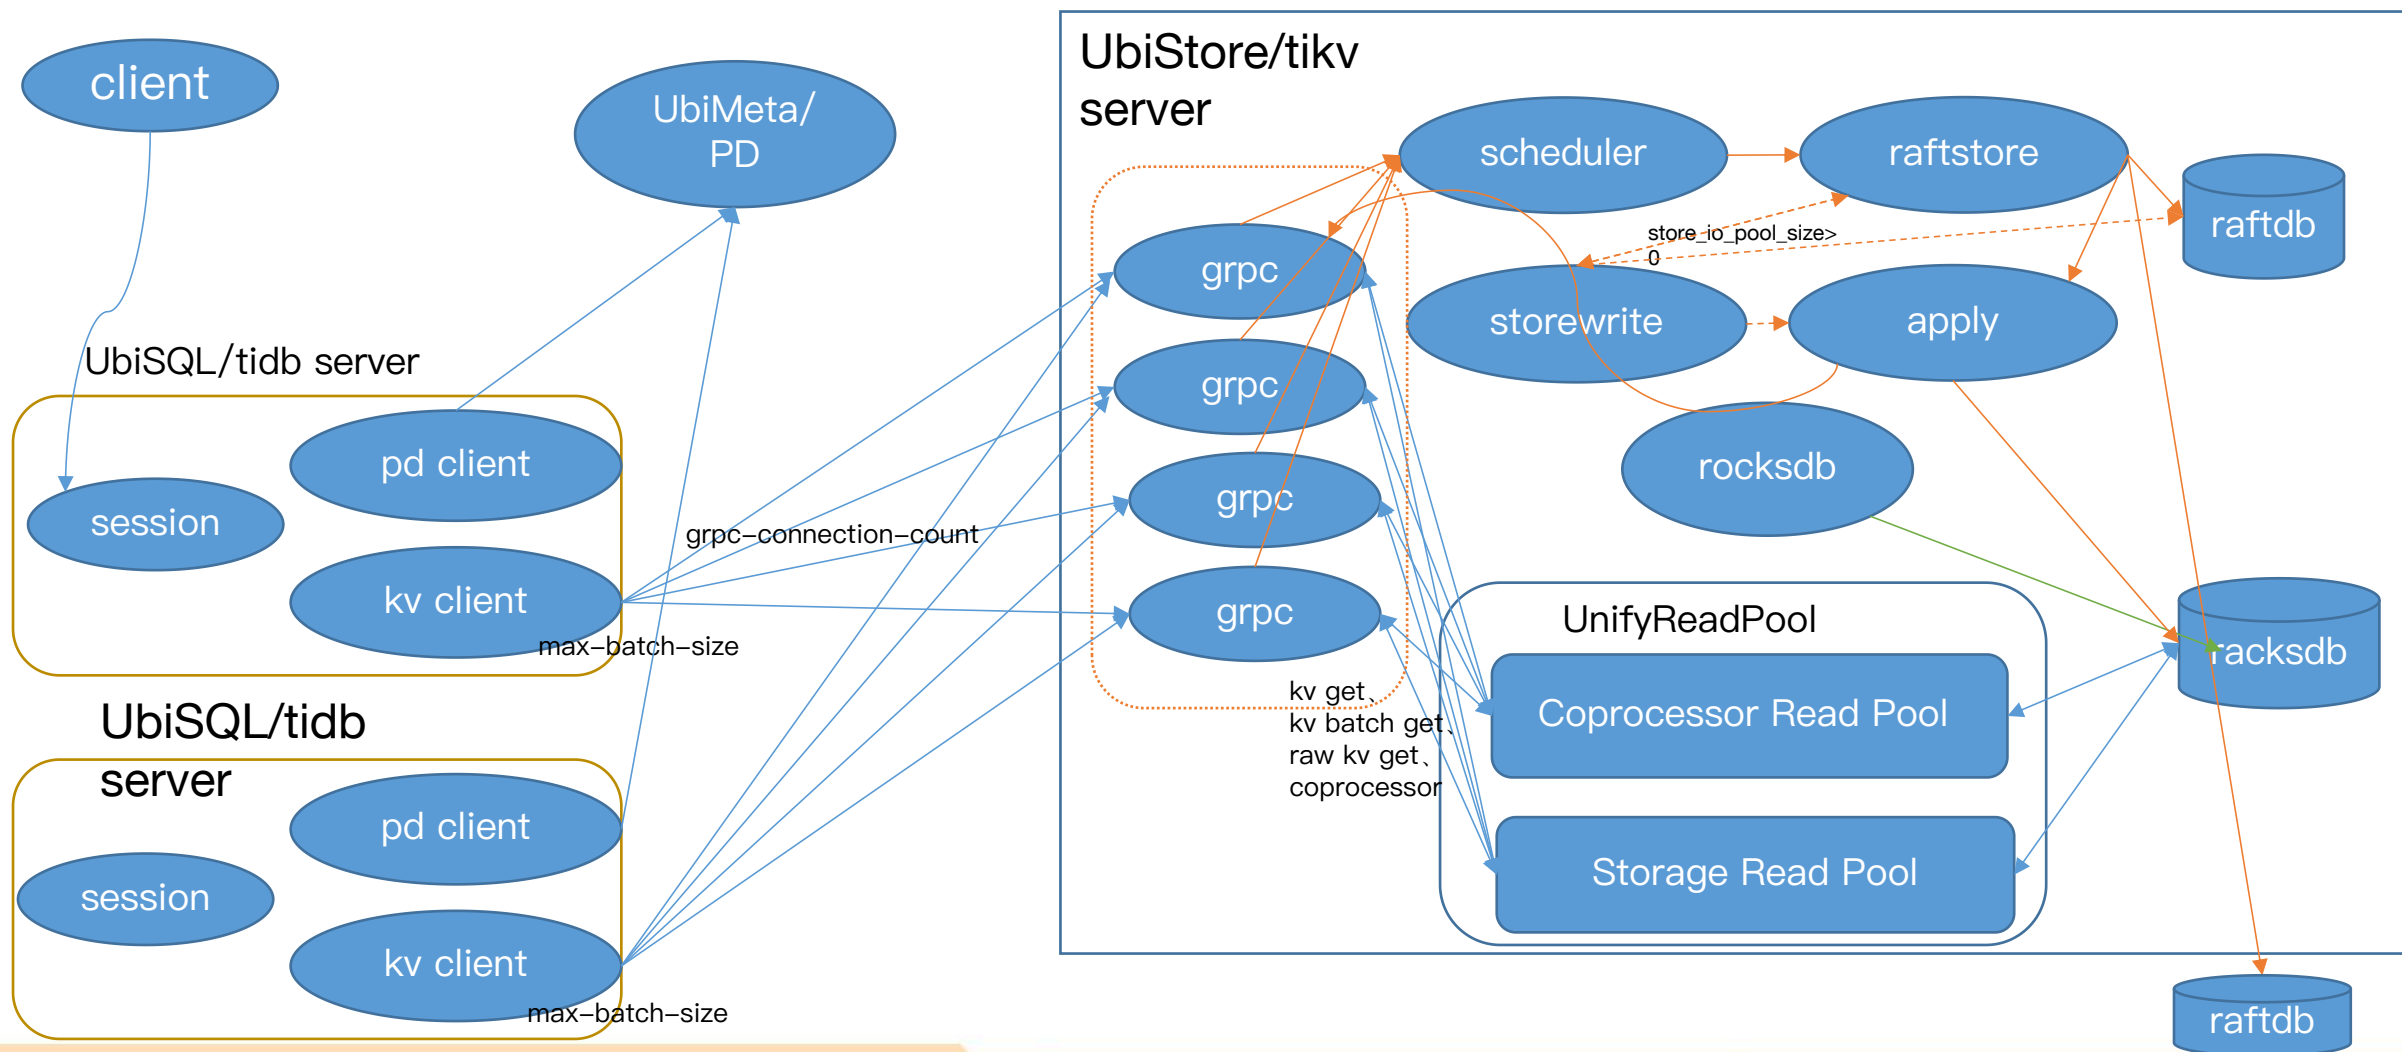 client
UbiMeta/
PD
UbiSQL/tidb server
pd client
session
kv client
max-batch-size
grpc-connection-count
UbiSQL/tidb
server
pd client
session
kv client
max-batch-size
UbiStore/tikv
server
scheduler
raftstore
raftdb
grpc
store_io_pool_size>
0
storewrite
apply
grpc
rocksdb
grpc
grpc
UnifyReadPool
racksdb
kv get、
kv batch get、
raw kv get、
coprocessor
Coprocessor Read Pool
Storage Read Pool
raftdb